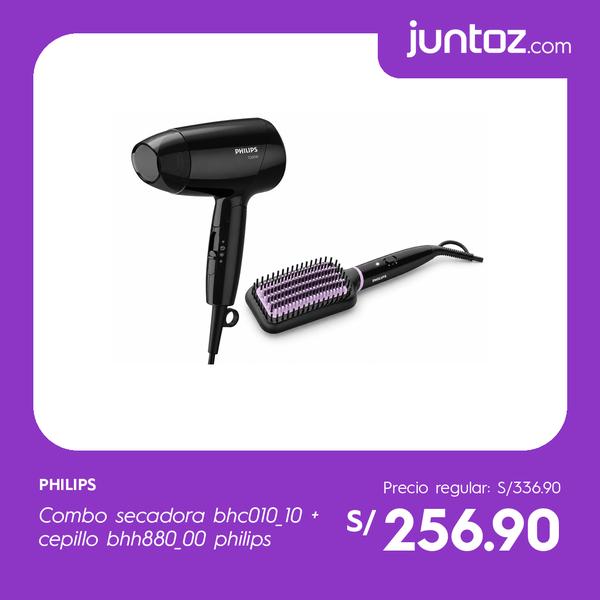 juntoz.com
PHILIPS
PHILIPS
PHILIPS
Combo secadora bhc010_10 +
cepillo bhh880_00 philips
Precio regular: S/336.90
S/ 256.90